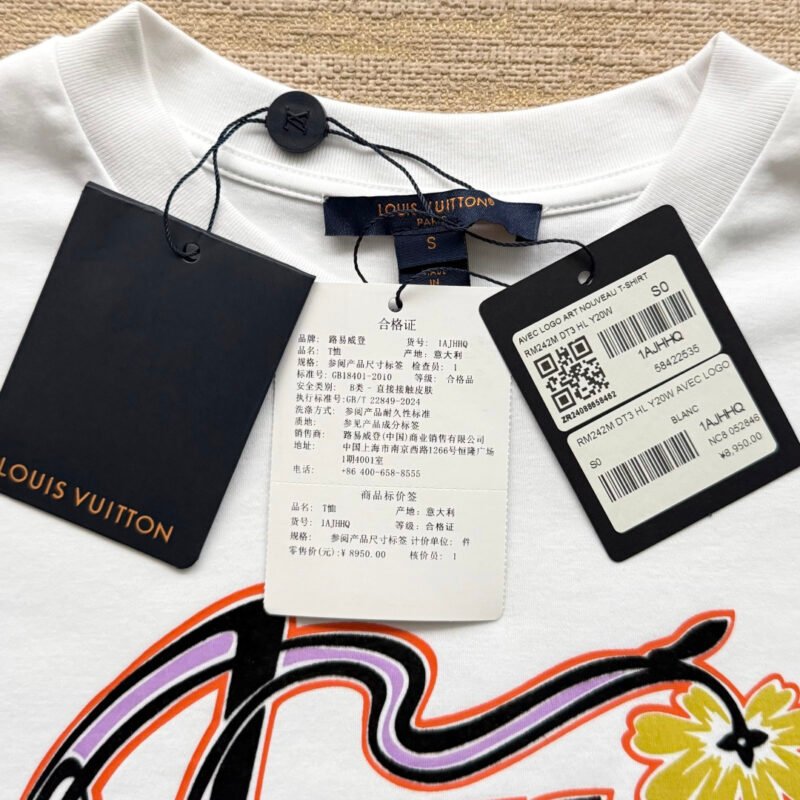 LOUIS VUITTON®
PARIS
S
MADE
IN
LOUIS VUITTON
合格证
品牌: 路易威登 货号: 1AJHHQ
品名: T恤 产地: 意大利
规格: 参阅产品尺寸标签 检查员: 1
标准号: GB18401-2010 等级: 合格品
安全类别: B类 - 直接接触皮肤
执行标准号:GB/T 22849-2024
洗涤方式: 参阅产品耐久性标准
质地: 参见产品成分标签
销售商: 路易威登(中国)商业销售有限公司
地址: 中国上海市南京西路1266号恒隆广场
1期4001室
电话: +86 400-658-8555
商品标价签
品名: T恤 产地: 意大利
货号: 1AJHHQ 等级: 合格证
规格: 参阅产品尺寸标签 计价单位: 件
零售价(元):¥ 8950.00 核价员: 1
AVEC LOGO ART NOUVEAU T-SHIRT
RM242M DT3 HL Y20W S0
1AJHHQ
58422535
ZR24088658462
RM242M DT3 HL Y20W AVEC LOGO
BLANC 1AJHHQ
S0 NC8 052846
¥8,950.00